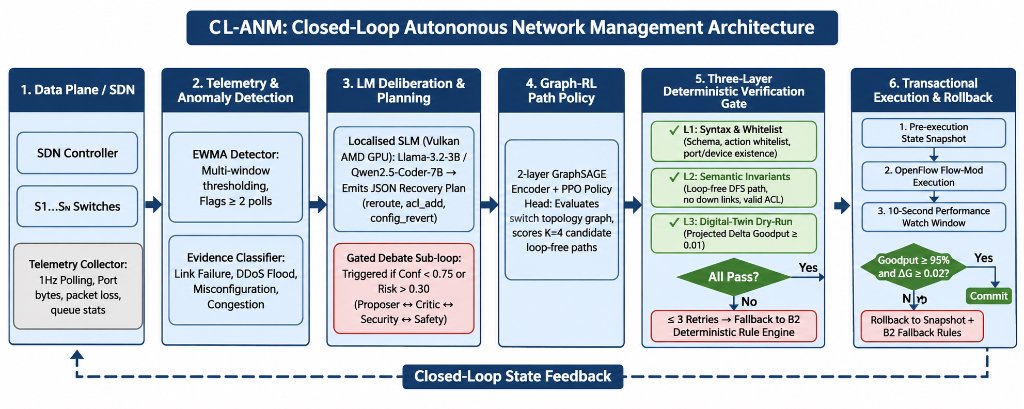 CL-ANM: Closed-Loop Autononous Network Management Architecture
1. Data Plane / SDN
SDN Controller
S1...SN Switches
Telemetry Collector:
1Hz Polling, Port
bytes, packet loss,
queue stats
2. Telemetry &
Anomaly Detection
EWMA Detector:
Multi-window
thresholding,
Flags ≥ 2 polls
Evidence Classifier:
Link Failure, DDoS Flood,
Misconfiguration,
Congestion
3. LM Deliberation &
Planning
Localised SLM (Vulkan
AMD GPU): Llama-3.2-3B /
Qwen2.5-Coder-7B →
Emits JSON Recovery Plan
(reroute, acl_add,
config_revert)
Gated Debate Sub-loop:
Triggered if Conf < 0.75 or
Risk > 0.30
(Proposer ↔ Critic ↔
Security ↔ Safety)
4. Graph-RL
Path Policy
2-layer GraphSAGE
Encoder + PPO Policy
Head: Evaluates
switch topology graph,
scores K=4 candidate
loop-free paths
5. Three-Layer
Deterministic Verification
Gate
✓ L1: Syntax & Whitelist
(Schema, action whitelist,
port/device existence)
✓ L2: Semantic Invariants
(Loop-free DFS path,
no down links, valid ACL)
✓ L3: Digital-Twin Dry-Run
(Projected Delta Goodput ≥
0.01)
All Pass?
Yes
No
≤ 3 Retries → Fallback to B2
Deterministic Rule Engine
6. Transactional
Execution & Rollback
1. Pre-execution
State Snapshot
2. OpenFlow Flow-Mod
Execution
3. 10-Second Performance
Watch Window
Goodput ≥ 95%
and ΔG ≥ 0.02?
Yes
Commit
Rollback to Snapshot +
B2 Fallback Rules
Closed-Loop State Feedback